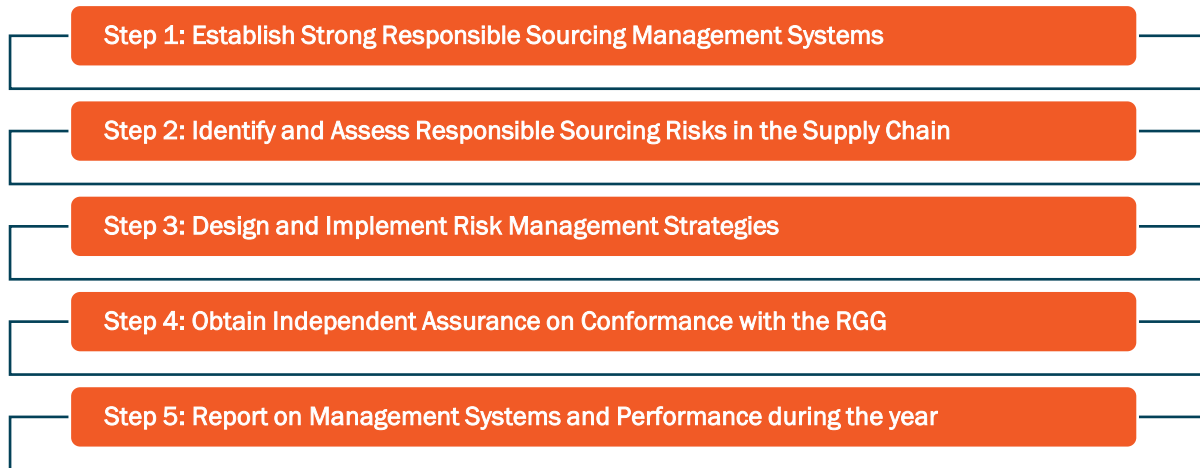 Step 1: Establish Strong Responsible Sourcing Management Systems
Step 2: Identify and Assess Responsible Sourcing Risks in the Supply Chain
Step 3: Design and Implement Risk Management Strategies
Step 4: Obtain Independent Assurance on Conformance with the RGG
Step 5: Report on Management Systems and Performance during the year